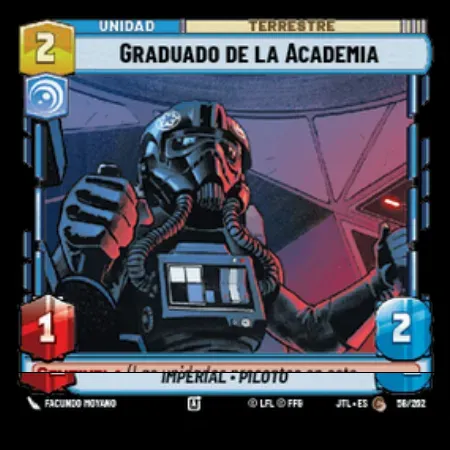 UNIDAD TERRESTRE
2 GRADUADO DE LA ACADEMIA
1 2
IMPERIAL • PILOTO
FACUNDO MOYANO Ⓒ LFL Ⓟ FFG JTL • ES C 56/262